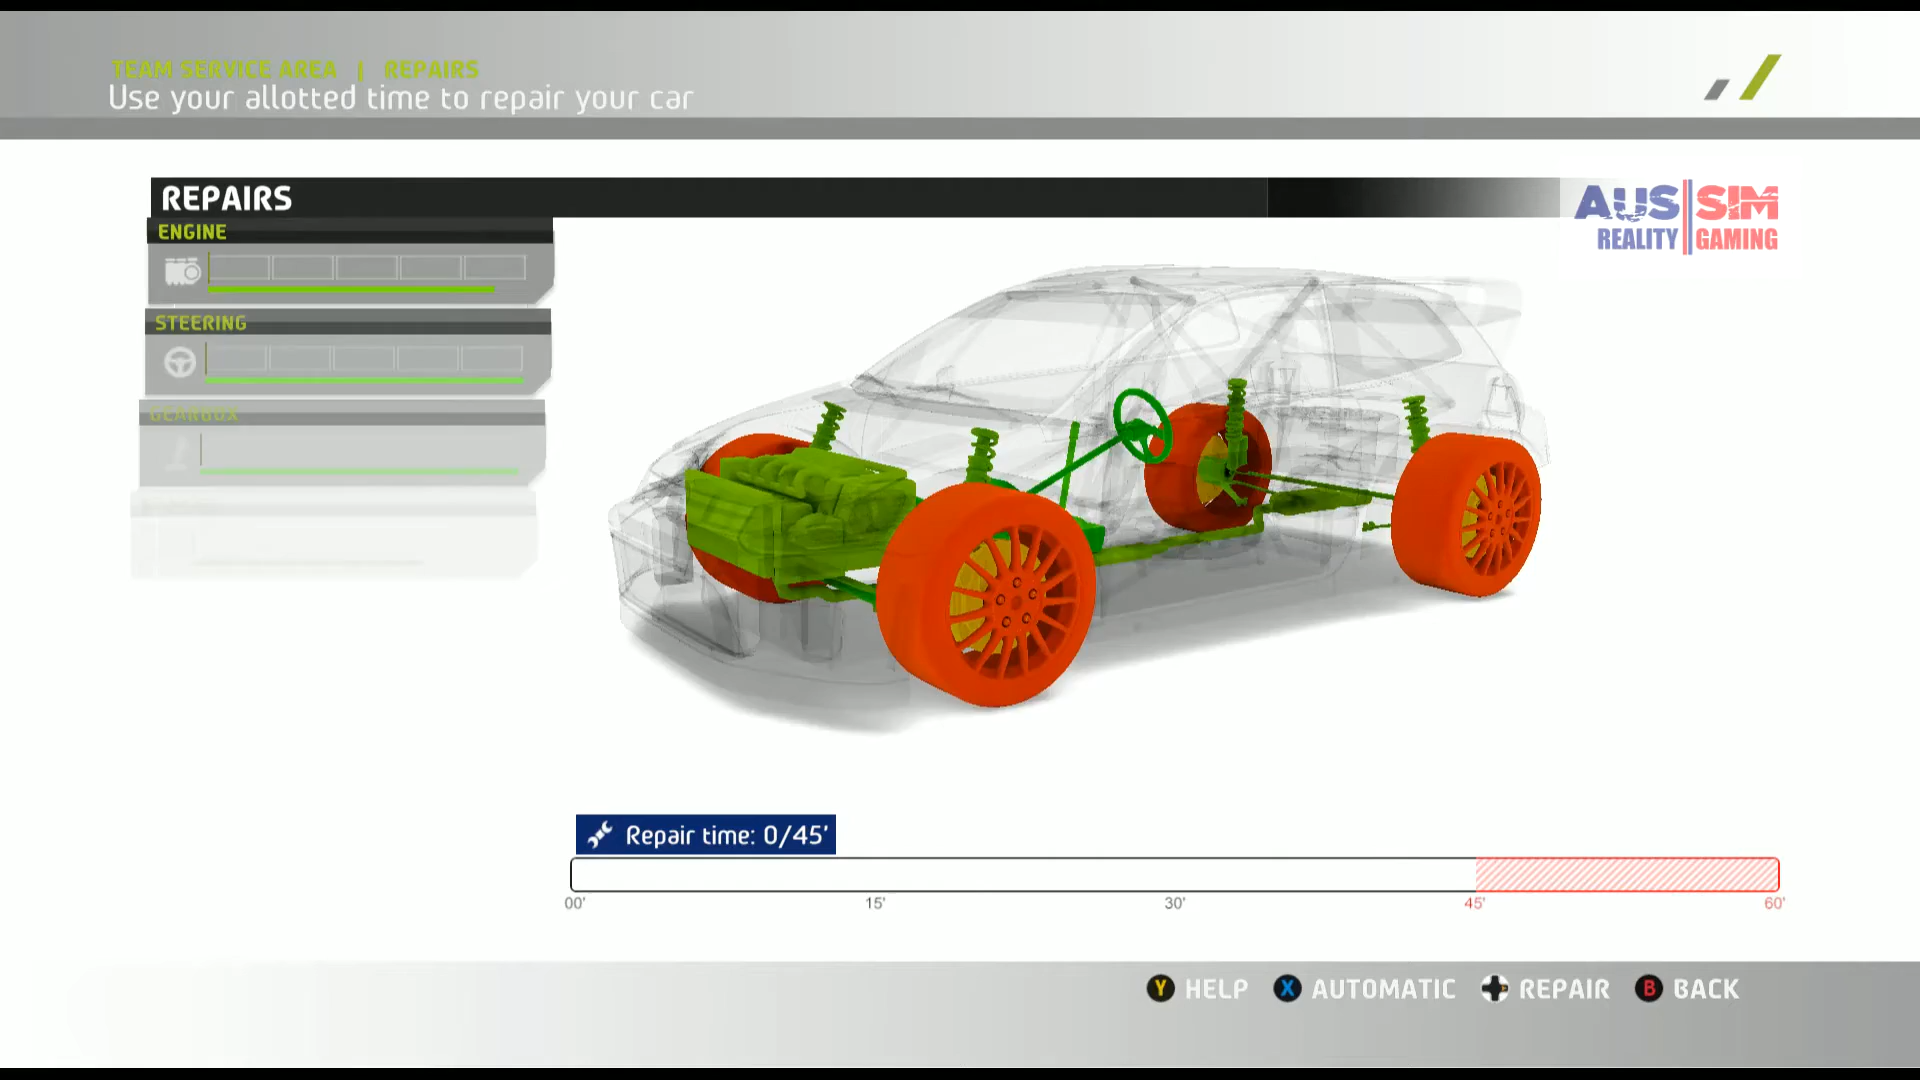 TEAM SERVICE AREA | REPAIRS
Use your allotted time to repair your car
REPAIRS
AUS SIM
REALITY GAMING
ENGINE
STEERING
GEARBOX
Repair time: 0/45'
00' 15' 30' 45' 60'
Y HELP X AUTOMATIC REPAIR B BACK